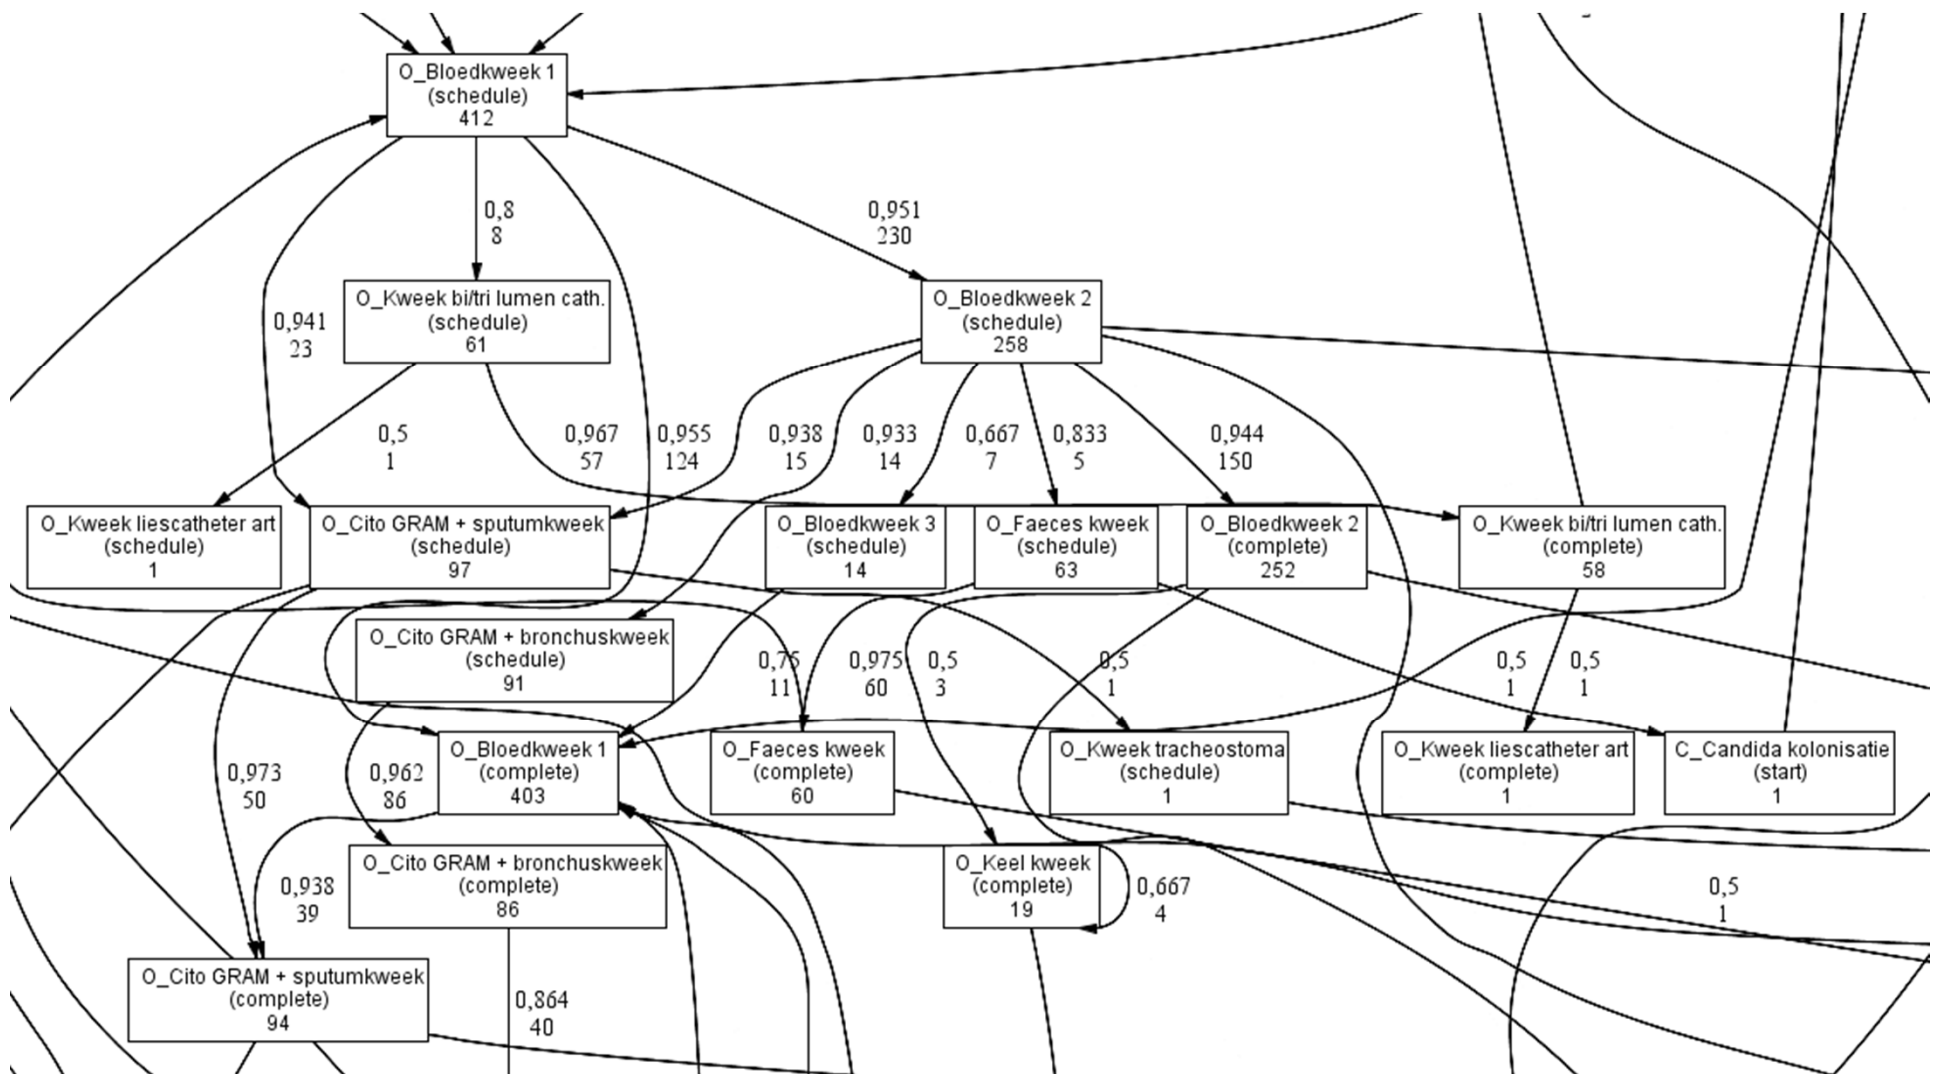 O_Bloedkweek 1
(schedule)
412
0,8
8
0,951
230
O_Kweek bi/tri lumen cath.
(schedule)
61
O_Bloedkweek 2
(schedule)
258
0,941
23
0,5
1
0,967
57
0,955
124
0,938
15
0,933
14
0,667
7
0,833
5
0,944
150
O_Kweek liescatheter art
(schedule)
1
O_Cito GRAM + sputumkweek
(schedule)
97
O_Bloedkweek 3
(schedule)
14
O_Faeces kweek
(schedule)
63
O_Bloedkweek 2
(complete)
252
O_Kweek bi/tri lumen cath.
(complete)
58
O_Cito GRAM + bronchuskweek
(schedule)
91
0,75
11
0,975
60
0,5
3
0,5
1
0,5
1
0,5
1
O_Bloedkweek 1
(complete)
403
O_Faeces kweek
(complete)
60
O_Kweek tracheostoma
(schedule)
1
O_Kweek liescatheter art
(complete)
1
C_Candida kolonisatie
(start)
1
0,973
50
0,962
86
O_Cito GRAM + bronchuskweek
(complete)
86
O_Keel kweek
(complete)
19
0,938
39
0,667
4
0,5
1
O_Cito GRAM + sputumkweek
(complete)
94
0,864
40